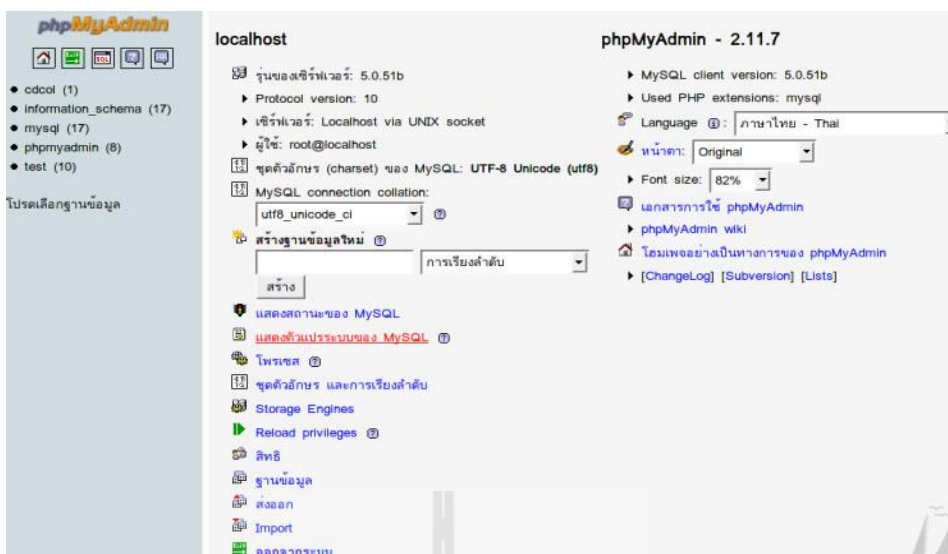 phpMyAdmin
SQL
cdcol (1)
information_schema (17)
mysql (17)
phpmyadmin (8)
test (10)
โปรดเลือกฐานข้อมูล
localhost
รุ่นของเซิร์ฟเวอร์: 5.0.51b
Protocol version: 10
เซิร์ฟเวอร์: Localhost via UNIX socket
ผู้ใช้: root@localhost
ชุดตัวอักษร (charset) ของ MySQL: UTF-8 Unicode (utf8)
MySQL connection collation:
utf8_unicode_ci
สร้างฐานข้อมูลใหม่
การเรียงลำดับ
สร้าง
แสดงสถานะของ MySQL
แสดงตัวแปรระบบของ MySQL
โพรเซส
ชุดตัวอักษร และการเรียงลำดับ
Storage Engines
Reload privileges
สิทธิ
ฐานข้อมูล
ส่งออก
Import
ออกจากระบบ
phpMyAdmin - 2.11.7
MySQL client version: 5.0.51b
Used PHP extensions: mysql
Language : ภาษาไทย - Thai
หน้าตา: Original
Font size: 82%
เอกสารการใช้ phpMyAdmin
phpMyAdmin wiki
โฮมเพจอย่างเป็นทางการของ phpMyAdmin
[ChangeLog] [Subversion] [Lists]